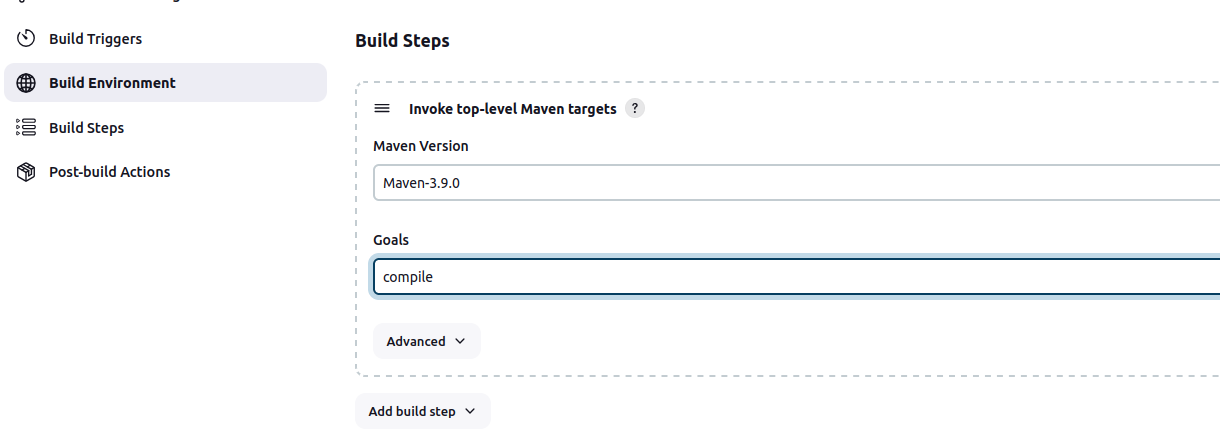 Build Triggers
Build Environment
Build Steps
Post-build Actions
Build Steps
Invoke top-level Maven targets ?
Maven Version
Maven-3.9.0
Goals
compile
Advanced
Add build step